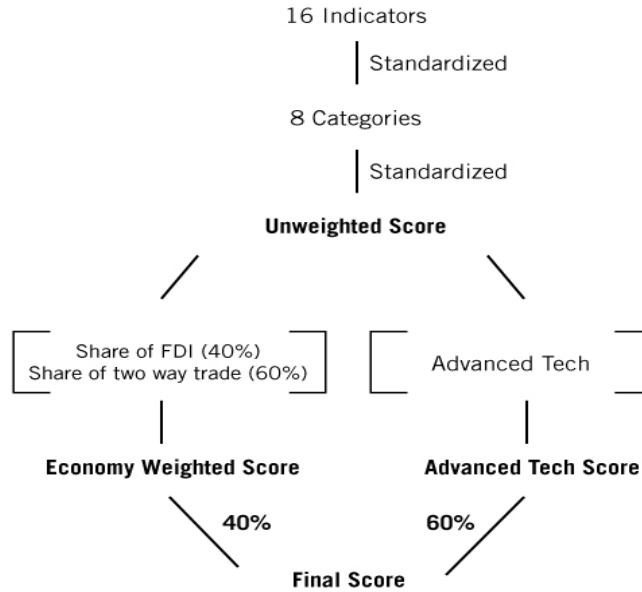 16 Indicators
Standardized
8 Categories
Standardized
Unweighted Score
Share of FDI (40%)
Share of two way trade (60%)
Advanced Tech
Economy Weighted Score
Advanced Tech Score
40%
60%
Final Score